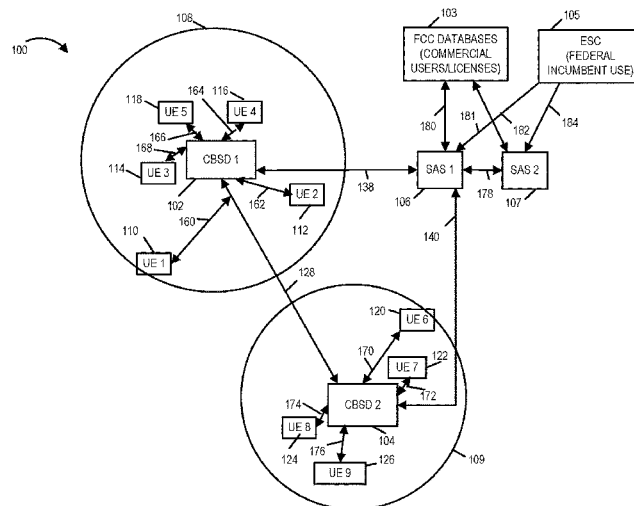 100
108
103
105
FCC DATABASES
(COMMERCIAL
USERS/LICENSES)
ESC
(FEDERAL
INCUMBENT USE)
118
UE 5
164
116
UE 4
166
168
180
181
182
184
114
UE 3
CBSD 1
102
162
UE 2
112
138
SAS 1
106
178
SAS 2
107
110
UE 1
160
140
128
120
UE 6
170
UE 7
122
172
174
UE 8
124
CBSD 2
104
176
UE 9
126
109